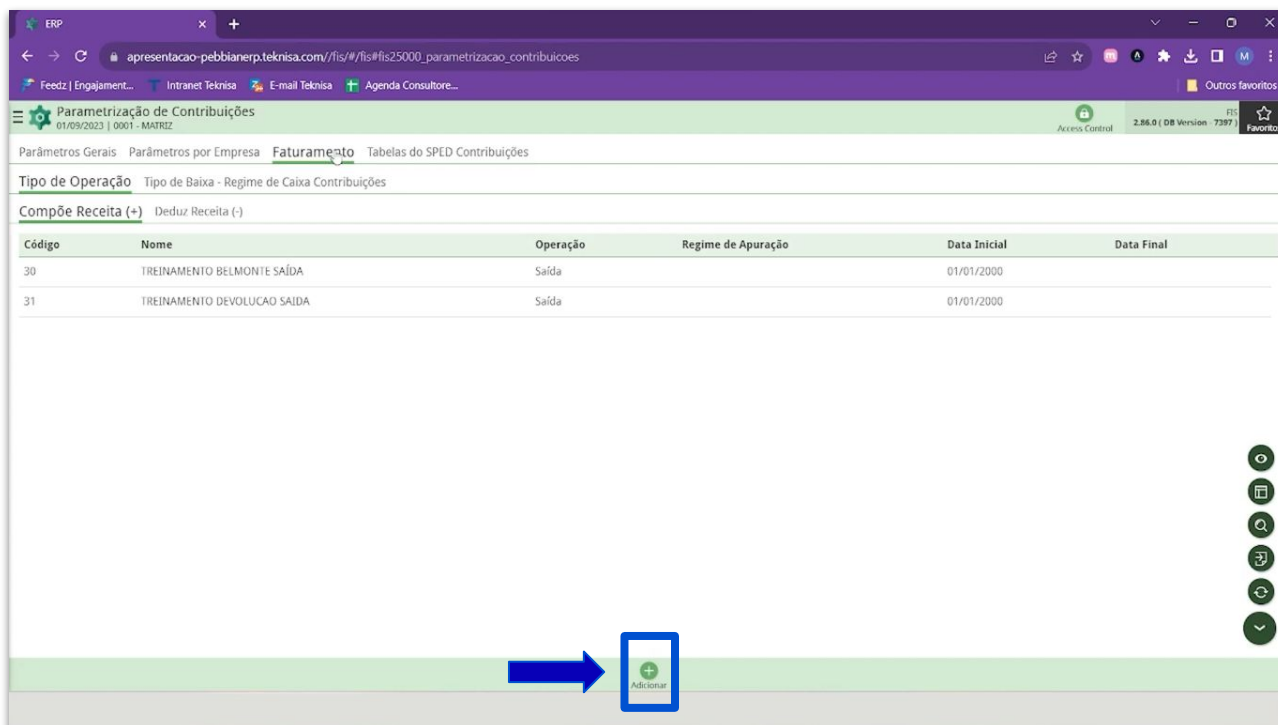 ERP
apresentacao-pebbianerp.teknisa.com//fis/#/fis#fis25000_parametrizacao_contribuicoes
M
Feedz | Engajament... Intranet Teknisa E-mail Teknisa Agenda Consultore... Outros favoritos
Parametrização de Contribuições
01/09/2023 | 0001 - MATRIZ
Access Control
FIS
2.86.0 ( DB Version - 7397 )
Favorito
Parâmetros Gerais Parâmetros por Empresa Faturamento Tabelas do SPED Contribuições
Tipo de Operação Tipo de Baixa - Regime de Caixa Contribuições
Compõe Receita (+) Deduz Receita (-)
Código Nome Operação Regime de Apuração Data Inicial Data Final
30 TREINAMENTO BELMONTE SAÍDA Saída 01/01/2000
31 TREINAMENTO DEVOLUCAO SAIDA Saída 01/01/2000
Adicionar